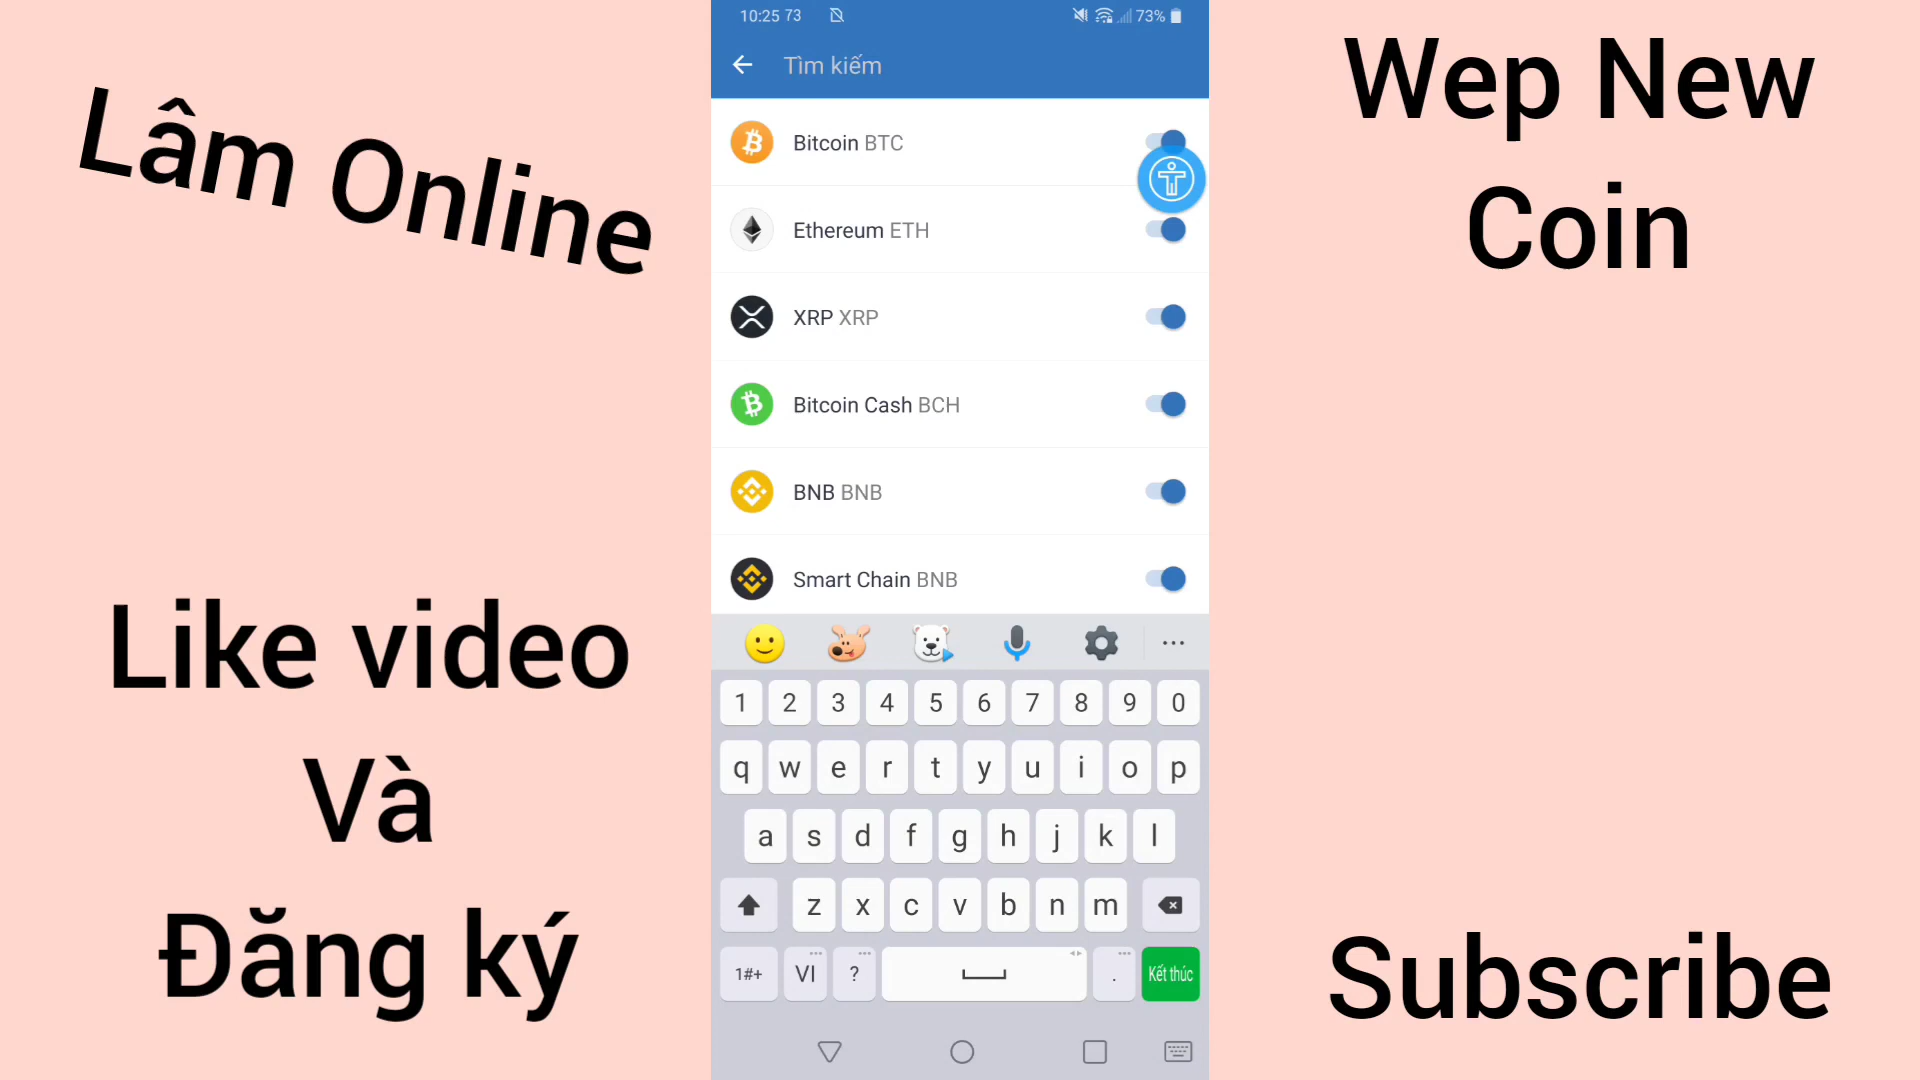 Lâm Online
Like video
Và
Đăng ký
10:25 73
73%
Tìm kiếm
Bitcoin BTC
Ethereum ETH
XRP XRP
Bitcoin Cash BCH
BNB BNB
Smart Chain BNB
1 2 3 4 5 6 7 8 9 0
q w e r t y u i o p
a s d f g h j k l
z x c v b n m
1#+ VI ? . Kết thúc
Wep New
Coin
Subscribe